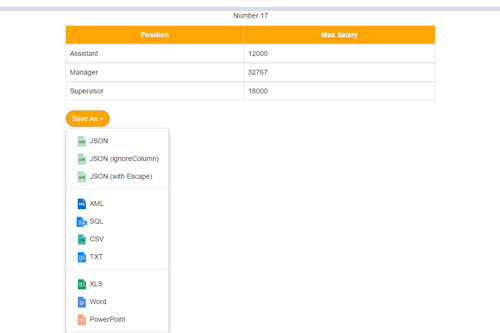 Number 17
Position Max Salary
Assistant 12000
Manager 32767
Supervisor 18000
Save As
JSON
JSON (ignoreColumn)
JSON (with Escape)
XML
SQL
CSV
TXT
XLS
Word
PowerPoint